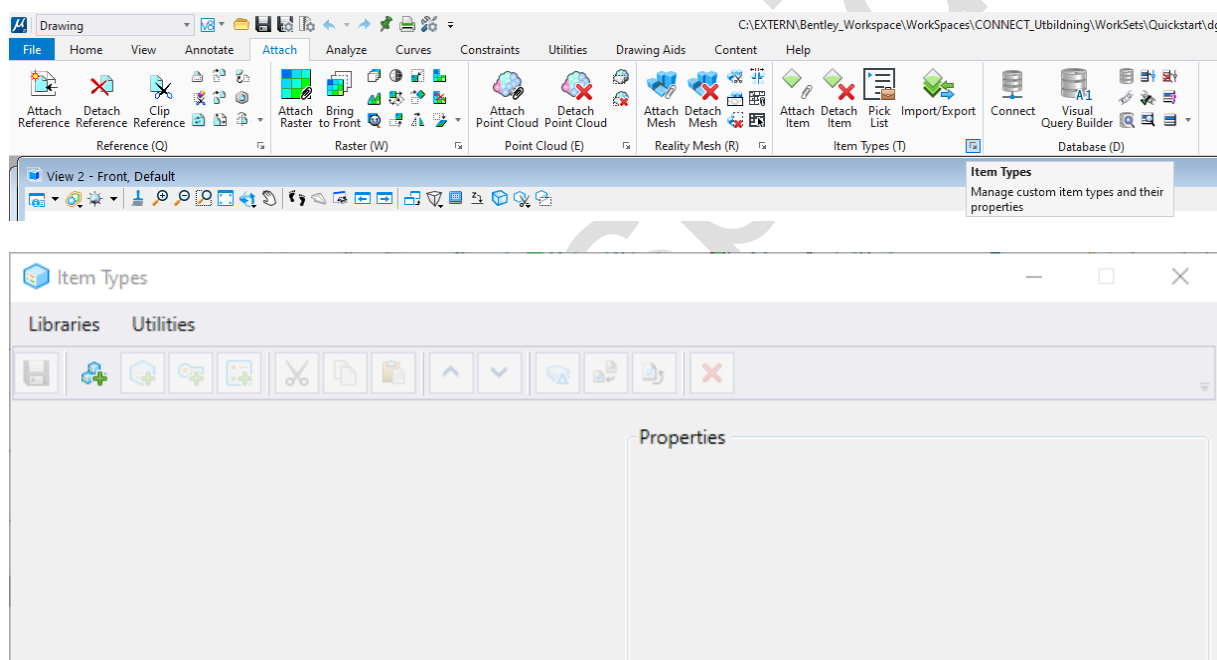 Drawing
V8
C:\EXTERN\Bentley_Workspace\WorkSpaces\CONNECT_Utbildning\WorkSets\Quickstart\dg
File Home View Annotate Attach Analyze Curves Constraints Utilities Drawing Aids Content Help
Attach Reference
Detach Reference
Clip Reference
Attach Raster
Bring to Front
Attach Point Cloud
Detach Point Cloud
Attach Mesh
Detach Mesh
Attach Item
Detach Item
Pick List
Import/Export
Connect
Visual Query Builder
Reference (Q) Raster (W) Point Cloud (E) Reality Mesh (R) Item Types (T) Database (D)
View 2 - Front, Default
Item Types
Manage custom item types and their
properties
Item Types
Libraries Utilities
Properties